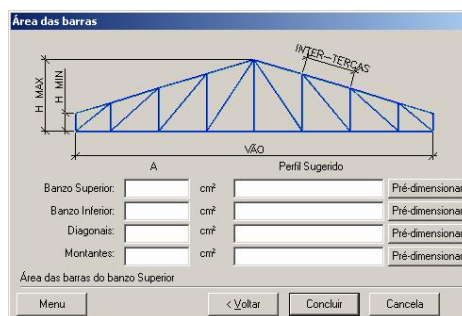 Área das barras
INTER-TERÇAS
H MAX
H MIN
VÃO
A Perfil Sugerido
Banzo Superior: cm² Pré-dimensionar
Banzo Inferior: cm² Pré-dimensionar
Diagonais: cm² Pré-dimensionar
Montantes: cm² Pré-dimensionar
Área das barras do banzo Superior
Menu < Voltar Concluir Cancela